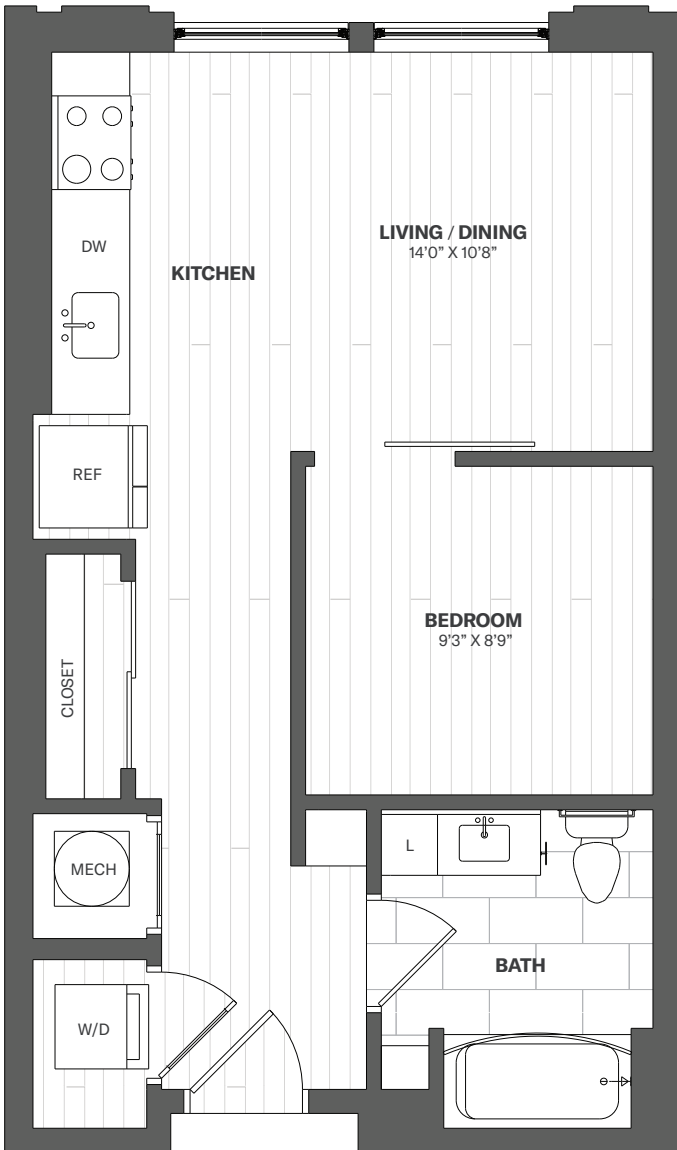 DW
KITCHEN
LIVING / DINING
14'0" X 10'8"
REF
BEDROOM
9'3" X 8'9"
CLOSET
MECH
L
BATH
W/D